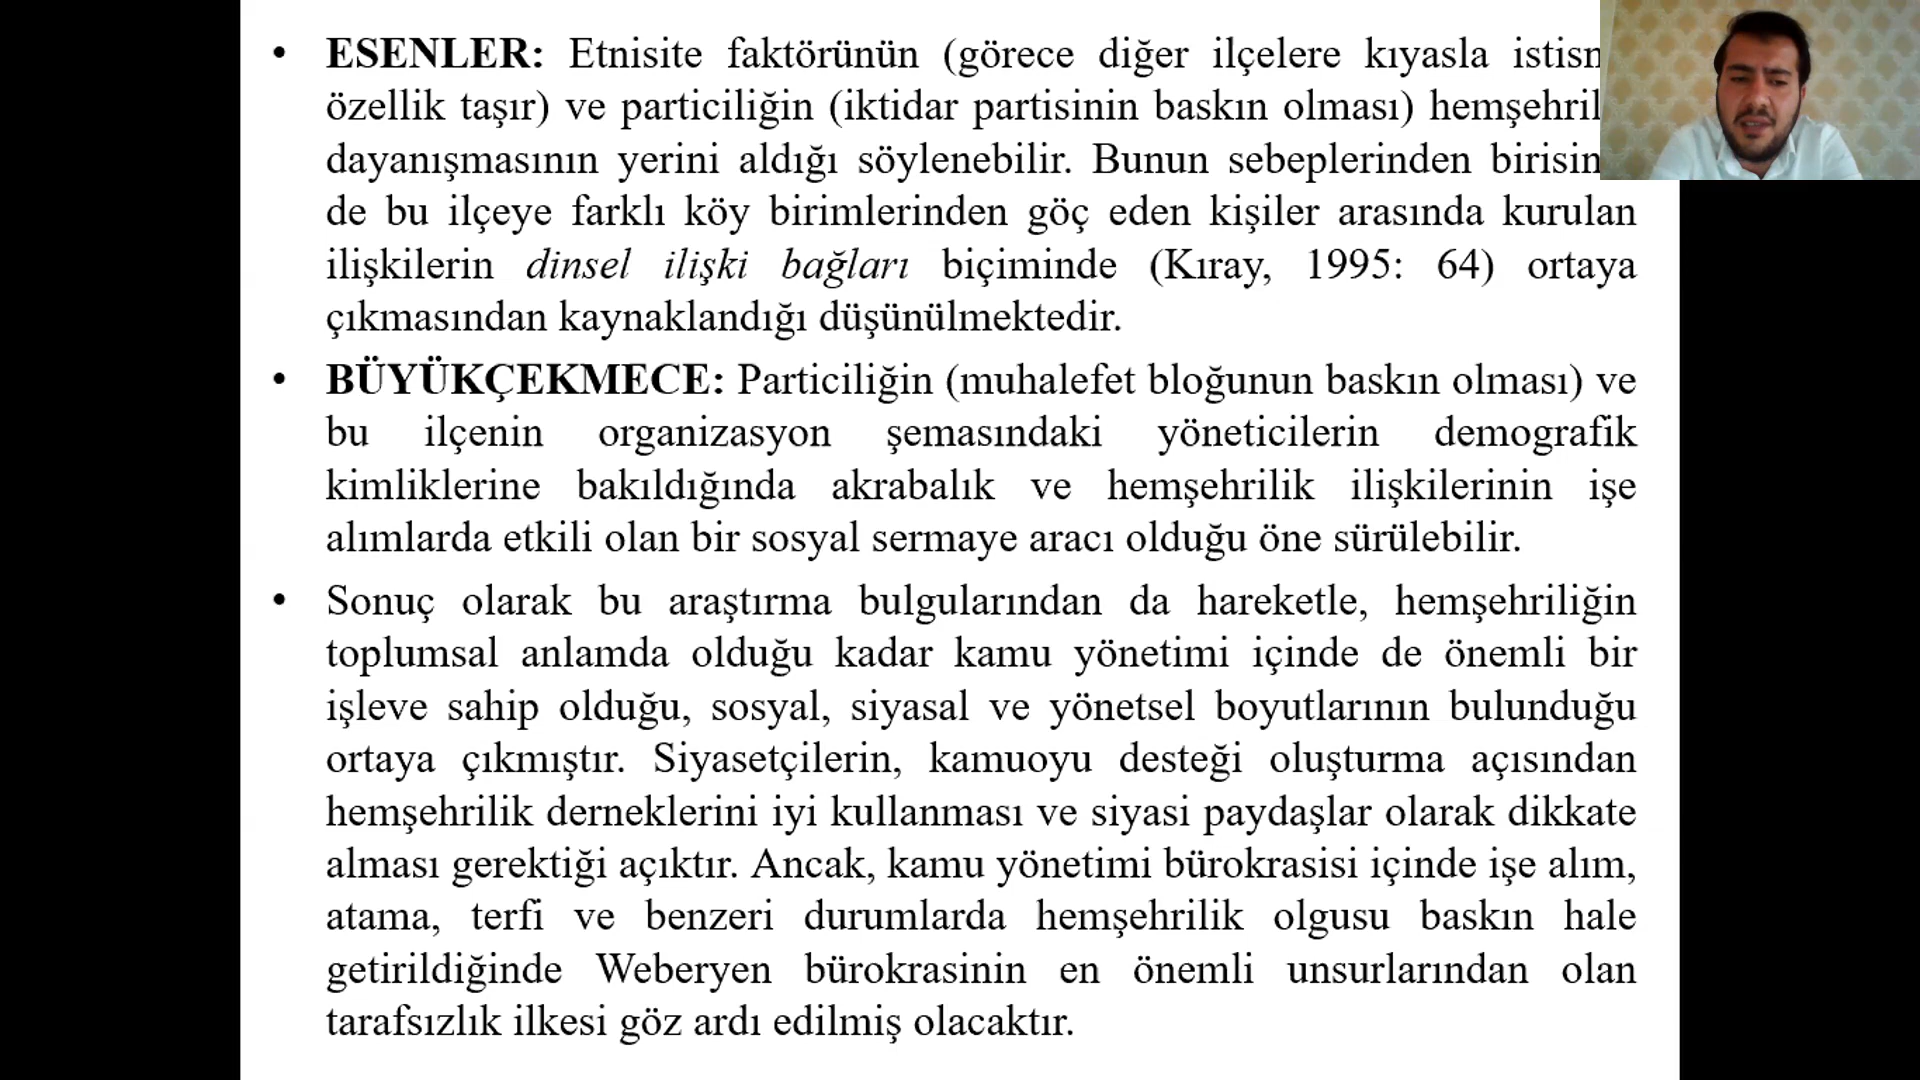 • ESENLER: Etnisite faktörünün (görece diğer ilçelere kıyasla
özellik taşır) ve particiliğin (iktidar partisinin baskın olması)
dayanışmasının yerini aldığı söylenebilir. Bunun sebeplerinden
de bu ilçeye farklı köy birimlerinden göç eden kişiler arasında kurulan
ilişkilerin dinsel ilişki bağları biçiminde (Kıray, 1995: 64) ortaya
çıkmasından kaynaklandığı düşünülmektedir.
• BÜYÜKÇEKMECE: Particiliğin (muhalefet bloğunun baskın olması) ve
bu ilçenin organizasyon şemasındaki yöneticilerin demografik
kimliklerine bakıldığında akrabalık ve hemşehrilik ilişkilerinin işe
alımlarda etkili olan bir sosyal sermaye aracı olduğu öne sürülebilir.
• Sonuç olarak bu araştırma bulgularından da hareketle, hemşehriliğin
toplumsal anlamda olduğu kadar kamu yönetimi içinde de önemli bir
işleve sahip olduğu, sosyal, siyasal ve yönetsel boyutlarının bulunduğu
ortaya çıkmıştır. Siyasetçilerin, kamuoyu desteği oluşturma açısından
hemşehrilik derneklerini iyi kullanması ve siyasi paydaşlar olarak dikkate
alması gerektiği açıktır. Ancak, kamu yönetimi bürokrasisi içinde işe alım,
atama, terfi ve benzeri durumlarda hemşehrilik olgusu baskın hale
getirildiğinde Weberyen bürokrasinin en önemli unsurlarından olan
tarafsızlık ilkesi göz ardı edilmiş olacaktır.